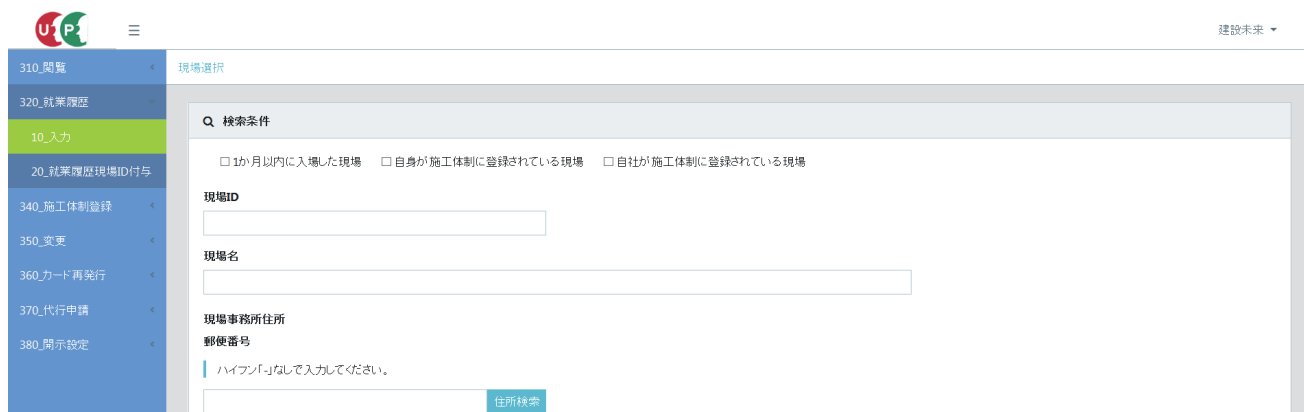 UP
建設未来
310_閲覧
現場選択
320_就業履歴
10_入力
20_就業履歴現場ID付与
340_施工体制登録
350_変更
360_カード再発行
370_代行申請
380_開示設定
検索条件
1か月以内に入場した現場 自身が施工体制に登録されている現場 自社が施工体制に登録されている現場
現場ID
現場名
現場事務所住所
郵便番号
ハイフン「-」なしで入力してください。
住所検索